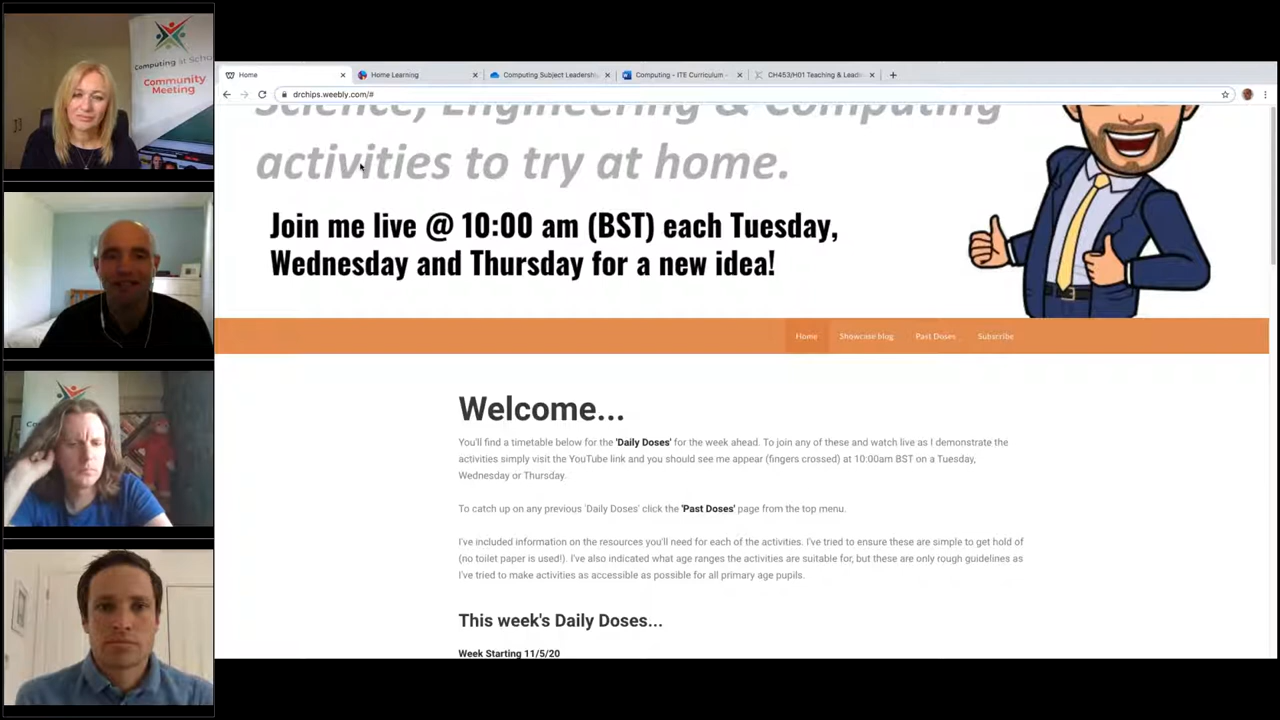 Computing at School
Community
Meeting
Home
Home Learning
Computing Subject Leadershi
Computing - ITE Curriculum -
CH453/H01 Teaching & Lead
drchips.weebly.com/#
Science, Engineering & Computing
activities to try at home.
Join me live @ 10:00 am (BST) each Tuesday,
Wednesday and Thursday for a new idea!
Home Showcase blog Past Doses Subscribe
Welcome...
You'll find a timetable below for the 'Daily Doses' for the week ahead. To join any of these and watch live as I demonstrate the
activities simply visit the YouTube link and you should see me appear (fingers crossed) at 10:00am BST on a Tuesday,
Wednesday or Thursday.
To catch up on any previous 'Daily Doses' click the 'Past Doses' page from the top menu.
I've included information on the resources you'll need for each of the activities. I've tried to ensure these are simple to get hold of
(no toilet paper is used!). I've also indicated what age ranges the activities are suitable for, but these are only rough guidelines as
I've tried to make activities as accessible as possible for all primary age pupils.
This week's Daily Doses...
Week Starting 11/5/20